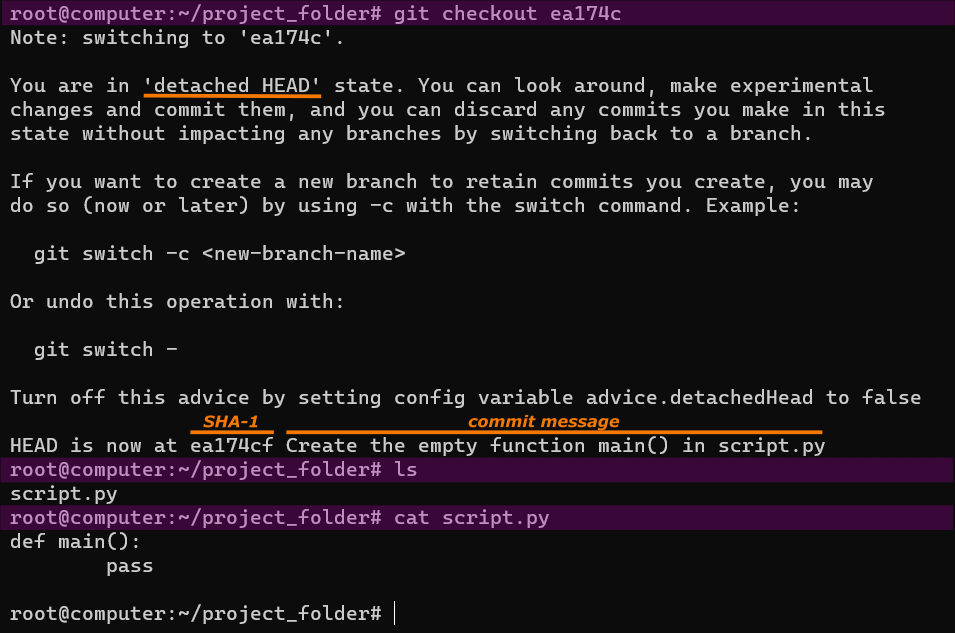 root@computer:~/project_folder# git checkout ea174c
Note: switching to 'ea174c'.
You are in 'detached HEAD' state. You can look around, make experimental
changes and commit them, and you can discard any commits you make in this
state without impacting any branches by switching back to a branch.
If you want to create a new branch to retain commits you create, you may
do so (now or later) by using -c with the switch command. Example:
  git switch -c <new-branch-name>
Or undo this operation with:
  git switch -
Turn off this advice by setting config variable advice.detachedHead to false
SHA-1 commit message
HEAD is now at ea174cf Create the empty function main() in script.py
root@computer:~/project_folder# ls
script.py
root@computer:~/project_folder# cat script.py
def main():
        pass
root@computer:~/project_folder#